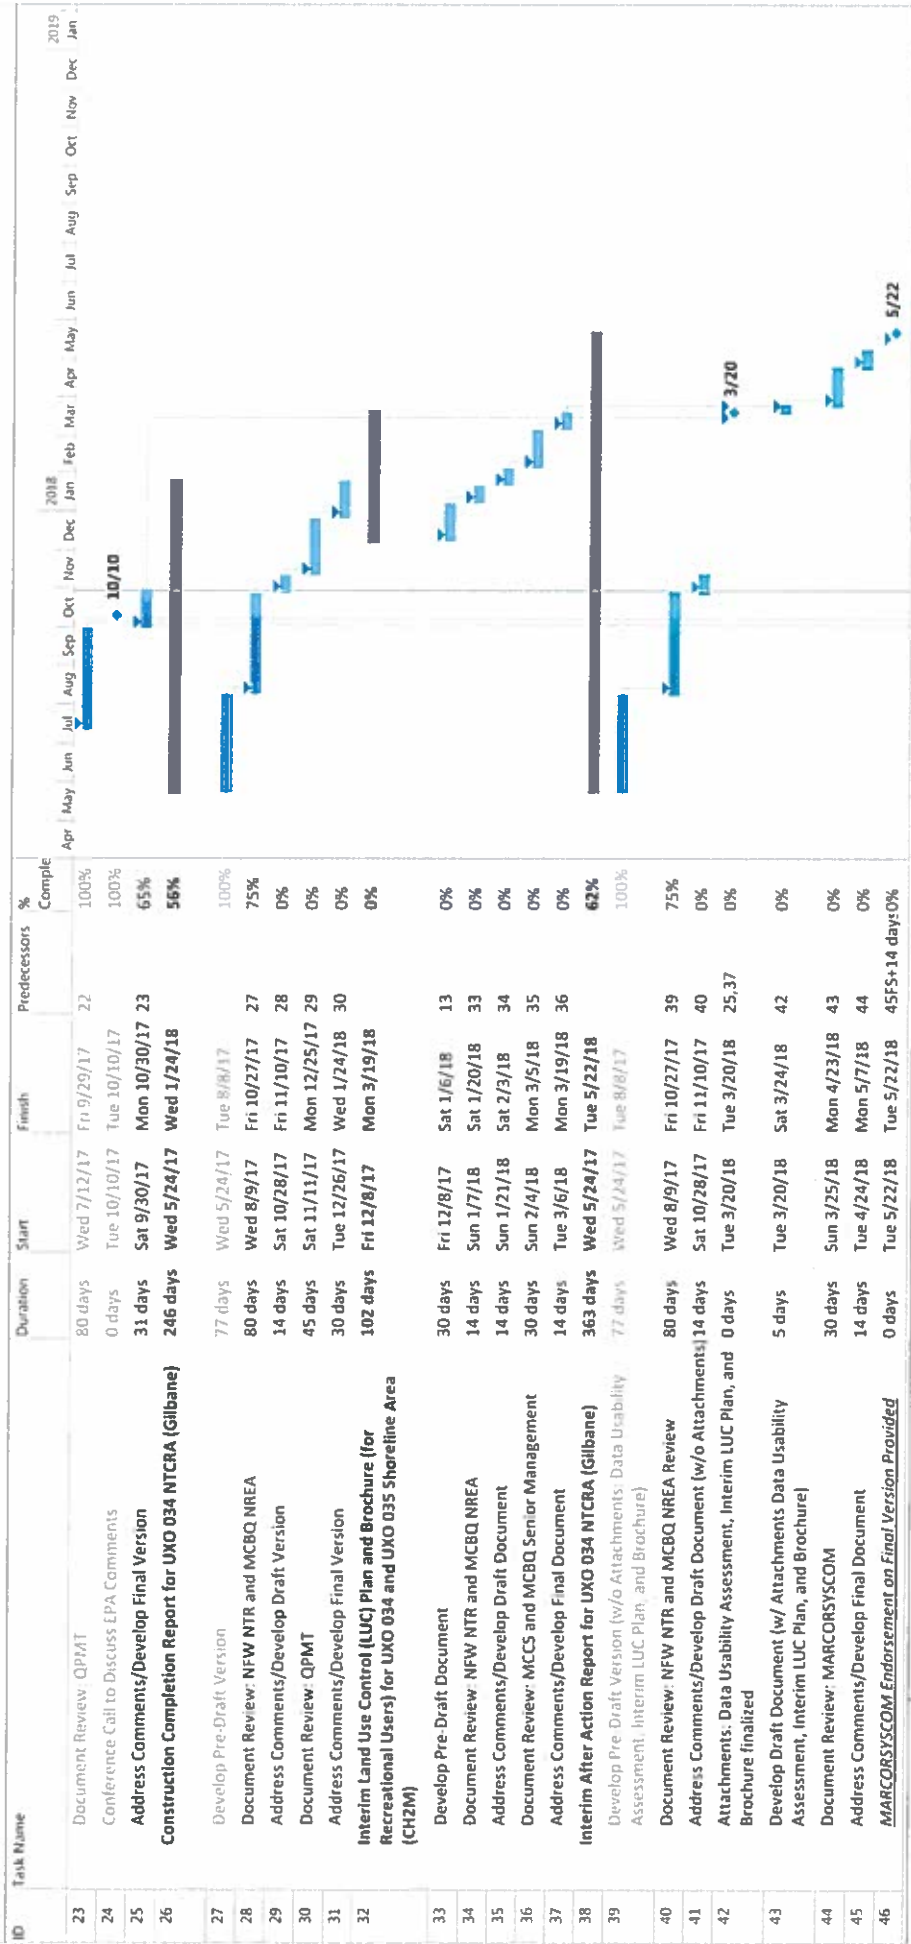 ID Task Name Duration Start Finish Predecessors % Comple
2018 2019
Apr May Jun Jul Aug Sep Oct Nov Dec Jan Feb Mar Apr May Jun Jul Aug Sep Oct Nov Dec Jan
23 Document Review: QPMT 80 days Wed 7/12/17 Fri 9/29/17 22 100%
24 Conference Call to Discuss EPA Comments 0 days Tue 10/10/17 Tue 10/10/17 100% 10/10
25 Address Comments/Develop Final Version 31 days Sat 9/30/17 Mon 10/30/17 23 65%
26 Construction Completion Report for UXO 034 NTCRA (Gilbane) 246 days Wed 5/24/17 Wed 1/24/18 56%
27 Develop Pre-Draft Version 77 days Wed 5/24/17 Tue 8/8/17 100%
28 Document Review: NFW NTR and MCBQ NREA 80 days Wed 8/9/17 Fri 10/27/17 27 75%
29 Address Comments/Develop Draft Version 14 days Sat 10/28/17 Fri 11/10/17 28 0%
30 Document Review: QPMT 45 days Sat 11/11/17 Mon 12/25/17 29 0%
31 Address Comments/Develop Final Version 30 days Tue 12/26/17 Wed 1/24/18 30 0%
32 Interim Land Use Control (LUC) Plan and Brochure (for 102 days Fri 12/8/17 Mon 3/19/18 0%
Recreational Users) for UXO 034 and UXO 035 Shoreline Area
(CH2M)
33 Develop Pre-Draft Document 30 days Fri 12/8/17 Sat 1/6/18 13 0%
34 Document Review: NFW NTR and MCBQ NREA 14 days Sun 1/7/18 Sat 1/20/18 33 0%
35 Address Comments/Develop Draft Document 14 days Sun 1/21/18 Sat 2/3/18 34 0%
36 Document Review: MCCS and MCBQ Senior Management 30 days Sun 2/4/18 Mon 3/5/18 35 0%
37 Address Comments/Develop Final Document 14 days Tue 3/6/18 Mon 3/19/18 36 0%
38 Interim After Action Report for UXO 034 NTCRA (Gilbane) 363 days Wed 5/24/17 Tue 5/22/18 62%
39 Develop Pre Draft Version (w/o Attachments: Data Usability 77 days Wed 5/24/17 Tue 8/8/17 100%
Assessment, Interim LUC Plan, and Brochure)
40 Document Review: NFW NTR and MCBQ NREA Review 80 days Wed 8/9/17 Fri 10/27/17 39 75%
41 Address Comments/Develop Draft Document (w/o Attachments) 14 days Sat 10/28/17 Fri 11/10/17 40 0%
42 Attachments: Data Usability Assessment, Interim LUC Plan, and 0 days Tue 3/20/18 Tue 3/20/18 25,37 0% 3/20
Brochure finalized
43 Develop Draft Document (w/ Attachments Data Usability 5 days Tue 3/20/18 Sat 3/24/18 42 0%
Assessment, Interim LUC Plan, and Brochure)
44 Document Review: MARCORSYSCOM 30 days Sun 3/25/18 Mon 4/23/18 43 0%
45 Address Comments/Develop Final Document 14 days Tue 4/24/18 Mon 5/7/18 44 0%
46 MARCORSYSCOM Endorsement on Final Version Provided 0 days Tue 5/22/18 Tue 5/22/18 45FS+14 days 0% 5/22